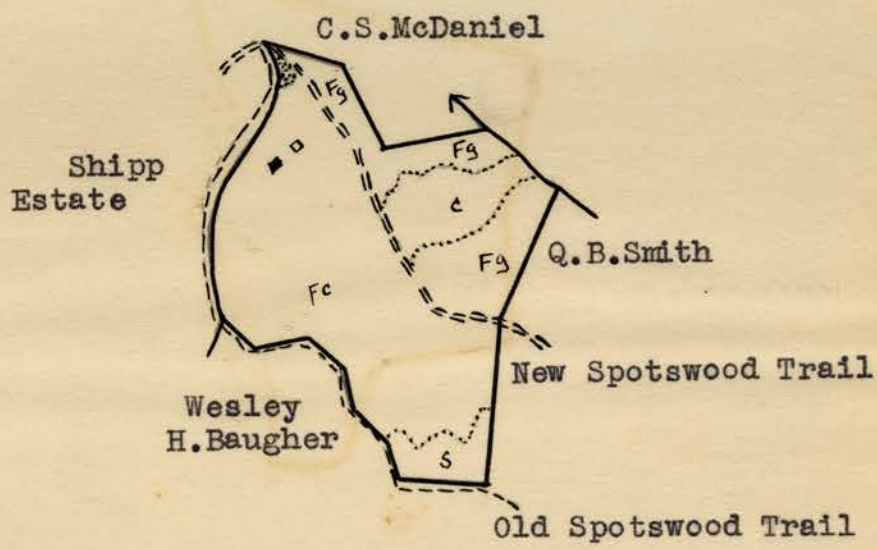 C.S.McDaniel
Fg
Shipp
Estate
Fg
c
Fg
Q.B.Smith
Fc
New Spotswood Trail
Wesley
H.Baugher
S
Old Spotswood Trail